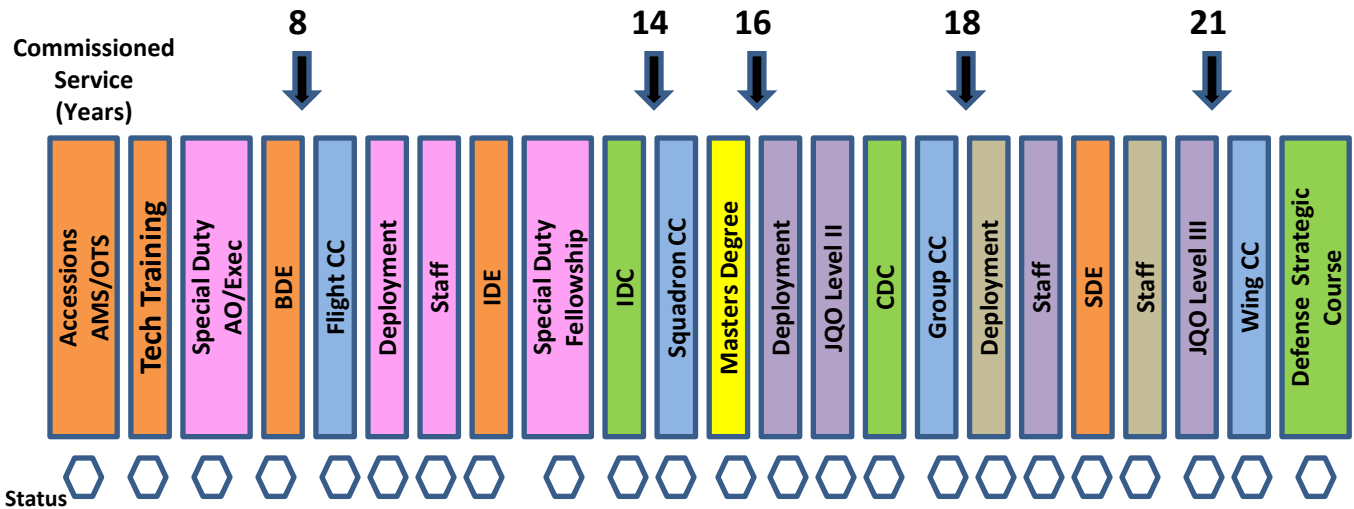 8
14
16
18
21
Commissioned
Service
(Years)
Accessions
AMS/OTS
Tech Training
Special Duty
AO/Exec
BDE
Flight CC
Deployment
Staff
IDE
Special Duty
Fellowship
IDC
Squadron CC
Masters Degree
Deployment
JQO Level II
CDC
Group CC
Deployment
Staff
SDE
Staff
JQO Level III
Wing CC
Defense Strategic
Course
Status